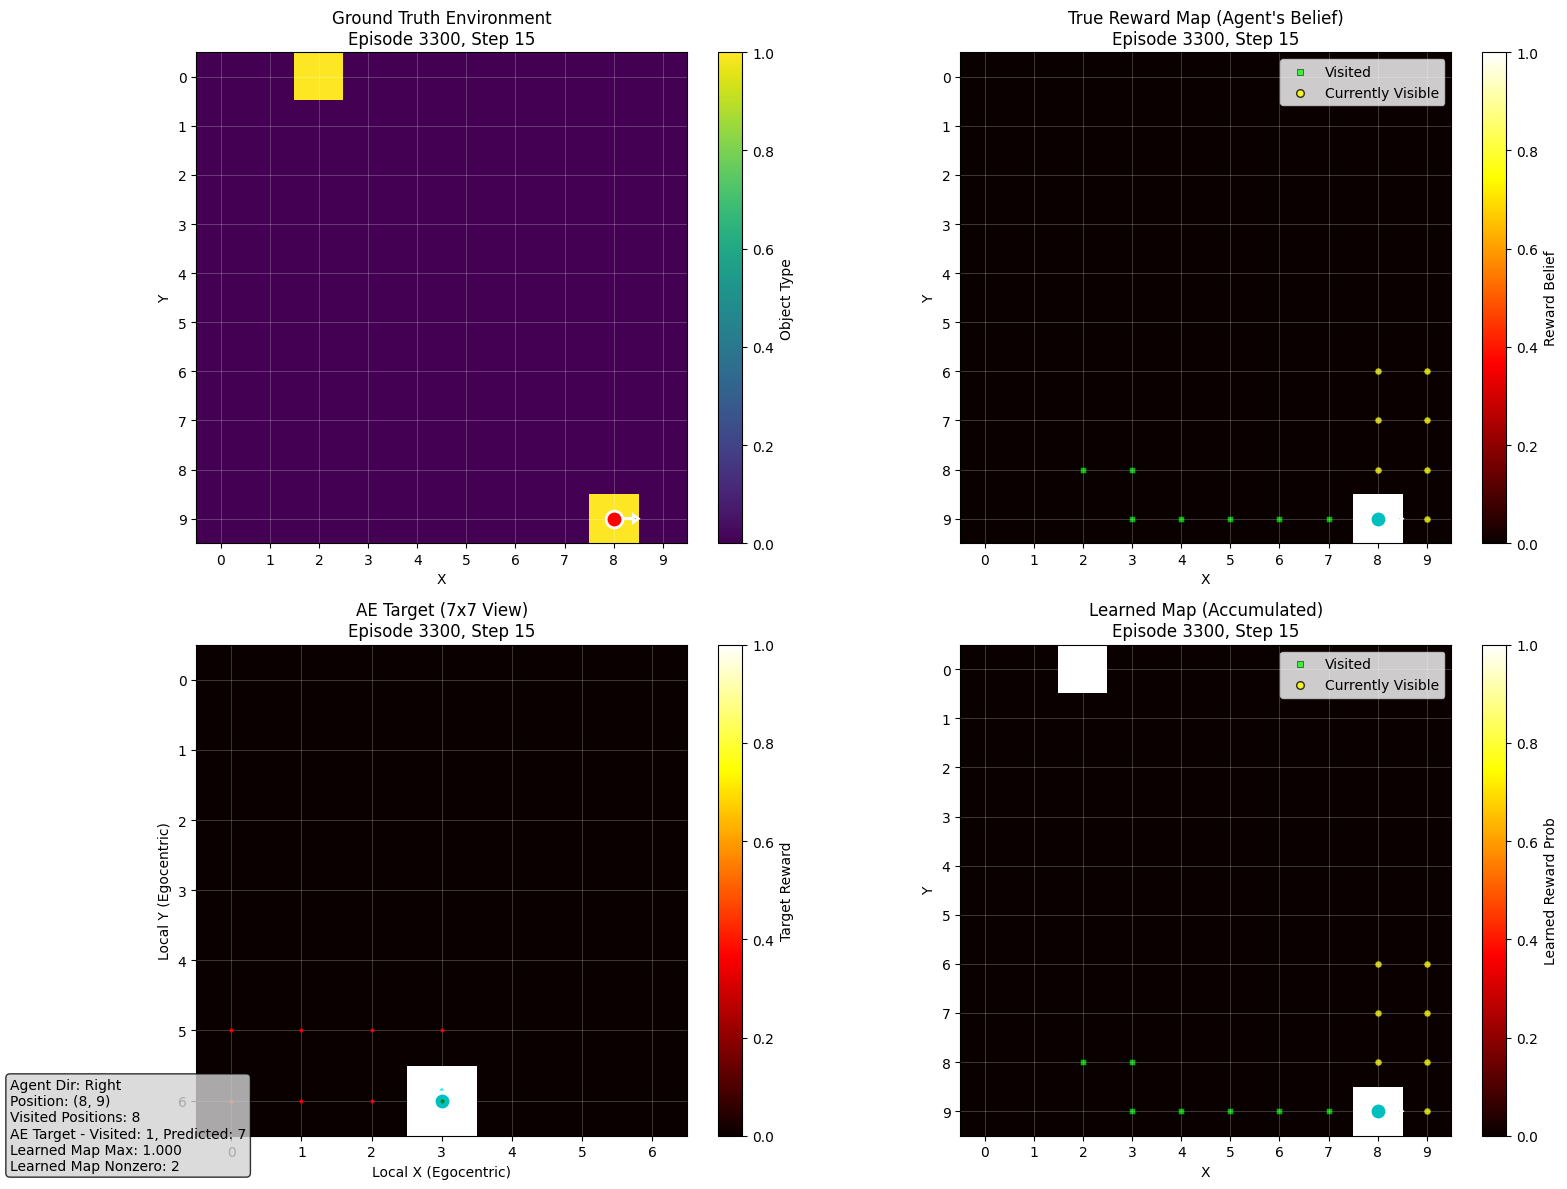 Ground Truth Environment
Episode 3300, Step 15
0
1
2
3
4
5
6
7
8
9
Y
0 1 2 3 4 5 6 7 8 9
X
1.0
0.8
0.6
0.4
0.2
0.0
Object Type
True Reward Map (Agent's Belief)
Episode 3300, Step 15
Visited
Currently Visible
0
1
2
3
4
5
6
7
8
9
Y
0 1 2 3 4 5 6 7 8 9
X
1.0
0.8
0.6
0.4
0.2
0.0
Reward Belief
AE Target (7x7 View)
Episode 3300, Step 15
0
1
2
3
4
5
6
Local Y (Egocentric)
0 1 2 3 4 5 6
Local X (Egocentric)
1.0
0.8
0.6
0.4
0.2
0.0
Target Reward
Learned Map (Accumulated)
Episode 3300, Step 15
Visited
Currently Visible
0
1
2
3
4
5
6
7
8
9
Y
0 1 2 3 4 5 6 7 8 9
X
1.0
0.8
0.6
0.4
0.2
0.0
Learned Reward Prob
Agent Dir: Right
Position: (8, 9)
Visited Positions: 8
AE Target - Visited: 1, Predicted: 7
Learned Map Max: 1.000
Learned Map Nonzero: 2